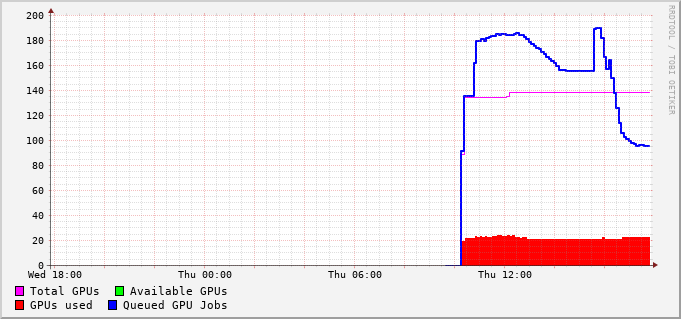 200
180
160
140
120
100
80
60
40
20
0
Wed 18:00 Thu 00:00 Thu 06:00 Thu 12:00
Total GPUs Available GPUs
GPUs used Queued GPU Jobs
RRDTOOL / TOBI OETIKER